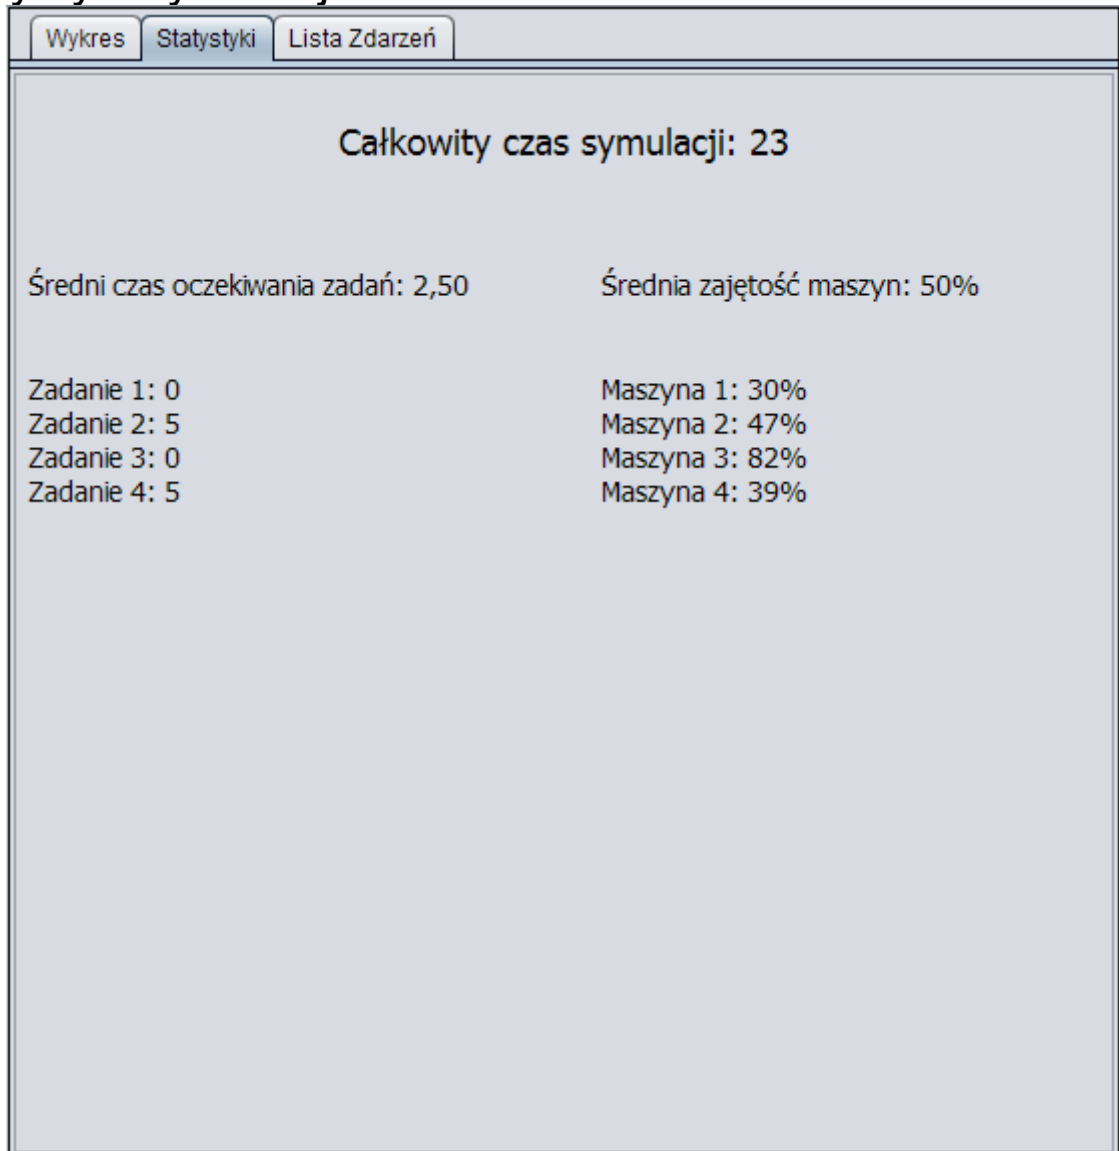 Wykres Statystyki Lista Zdarzeń
Całkowity czas symulacji: 23
Średni czas oczekiwania zadań: 2,50
Średnia zajętość maszyn: 50%
Zadanie 1: 0
Zadanie 2: 5
Zadanie 3: 0
Zadanie 4: 5
Maszyna 1: 30%
Maszyna 2: 47%
Maszyna 3: 82%
Maszyna 4: 39%